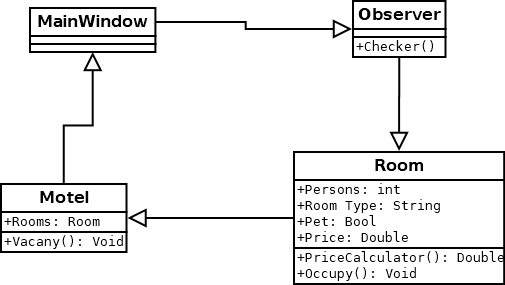 MainWindow
Observer
+Checker()
Room
+Persons: int
+Room Type: String
+Pet: Bool
+Price: Double
+PriceCalculator(): Double
+Occupy(): Void
Motel
+Rooms: Room
+Vacany(): Void